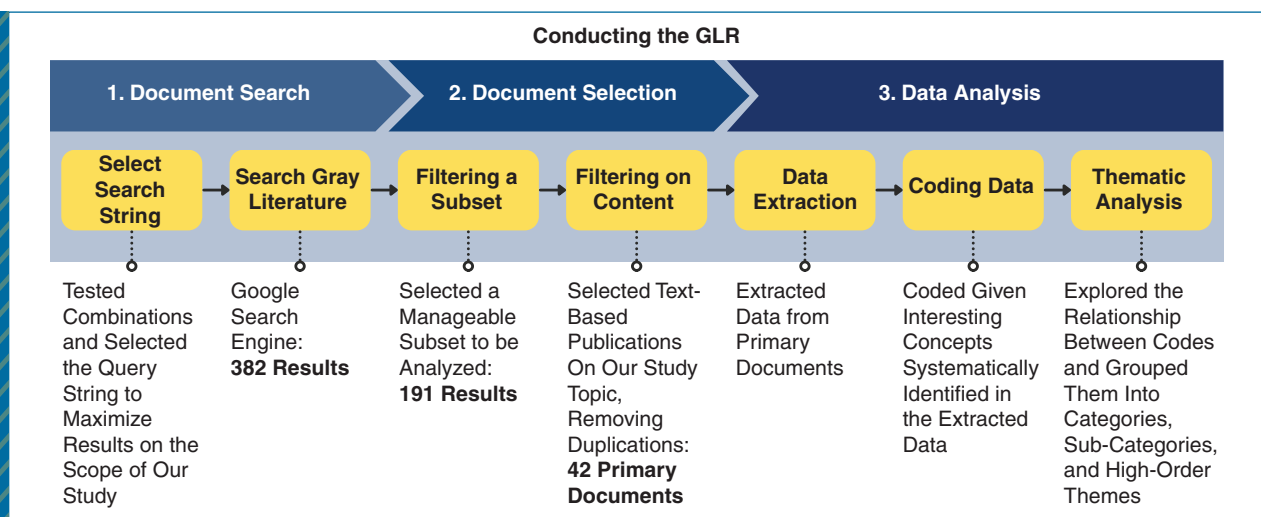 Conducting the GLR
1. Document Search
2. Document Selection
3. Data Analysis
Select
Search
String
Search Gray
Literature
Filtering a
Subset
Filtering on
Content
Data
Extraction
Coding Data
Thematic
Analysis
Tested
Combinations
and Selected
the Query
String to
Maximize
Results on the
Scope of Our
Study
Google
Search
Engine:
382 Results
Selected a
Manageable
Subset to be
Analyzed:
191 Results
Selected Text-
Based
Publications
On Our Study
Topic,
Removing
Duplications:
42 Primary
Documents
Extracted
Data from
Primary
Documents
Coded Given
Interesting
Concepts
Systematically
Identified in
the Extracted
Data
Explored the
Relationship
Between Codes
and Grouped
Them Into
Categories,
Sub-Categories,
and High-Order
Themes